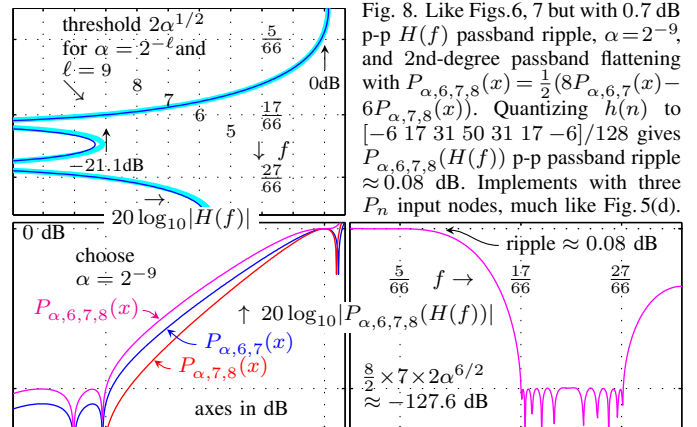 threshold 2α^{1/2}
for α = 2^{−ℓ} and
ℓ = 9
8
7
6
5
5/66
0dB
17/66
↓ f
27/66
−21.1dB
→
20 log₁₀|H(f)|
Fig. 8. Like Figs.6, 7 but with 0.7 dB
p-p H(f) passband ripple, α=2^{−9},
and 2nd-degree passband flattening
with P_{α,6,7,8}(x) = ½(8P_{α,6,7}(x)−
6P_{α,7,8}(x)). Quantizing h(n) to
[−6 17 31 50 31 17 −6]/128 gives
P_{α,6,7,8}(H(f)) p-p passband ripple
≈0.08 dB. Implements with three
P_n input nodes, much like Fig. 5(d).
0 dB
choose
α = 2^{−9}
P_{α,6,7,8}(x)
P_{α,6,7}(x)
P_{α,7,8}(x)
axes in dB
↑ 20 log₁₀|P_{α,6,7,8}(H(f))|
ripple ≈ 0.08 dB
5/66 f → 17/66 27/66
8/2 × 7 × 2α^{6/2}
≈ −127.6 dB